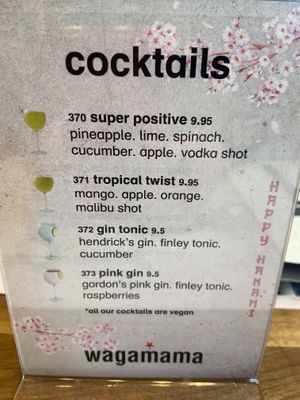 cocktails
370 super positive 9.95
pineapple. lime. spinach.
cucumber. apple. vodka shot
371 tropical twist 9.95
mango. apple. orange.
malibu shot
372 gin tonic 9.5
hendrick's gin. finley tonic.
cucumber
373 pink gin 9.5
gordon's pink gin. finley tonic.
raspberries
*all our cocktails are vegan
wagamama
HAPPY HANAMI